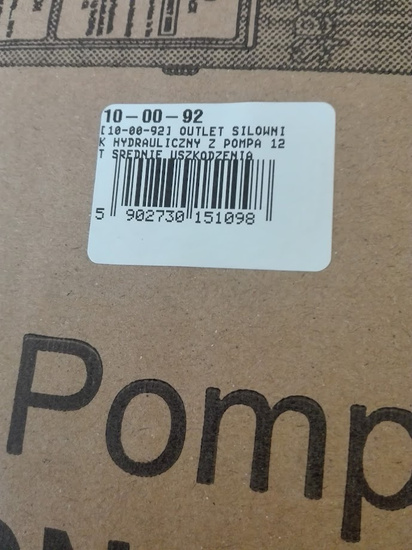 10-00-92
[10-00-92] OUTLET SILOWNI
K HYDRAULICZNY Z POMPA 12
T SREDNIE USZKODZENIA
5 902730 151098
Pomp